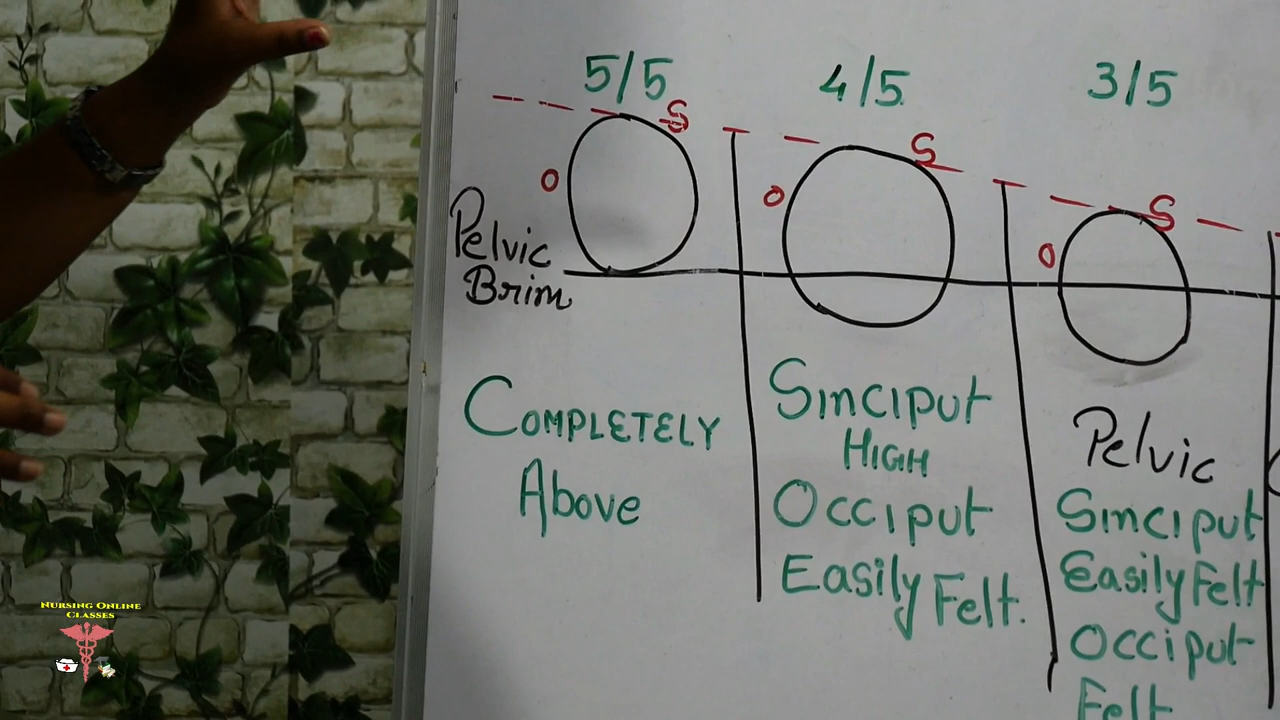 5/5
S
O
Pelvic
Brim
COMPLETELY
Above
4/5
S
O
Sinciput
HIGH
Occiput
Easily Felt.
3/5
S
O
Pelvic
Sinciput
Easily Felt
Occiput
Felt
NURSING ONLINE
CLASSES